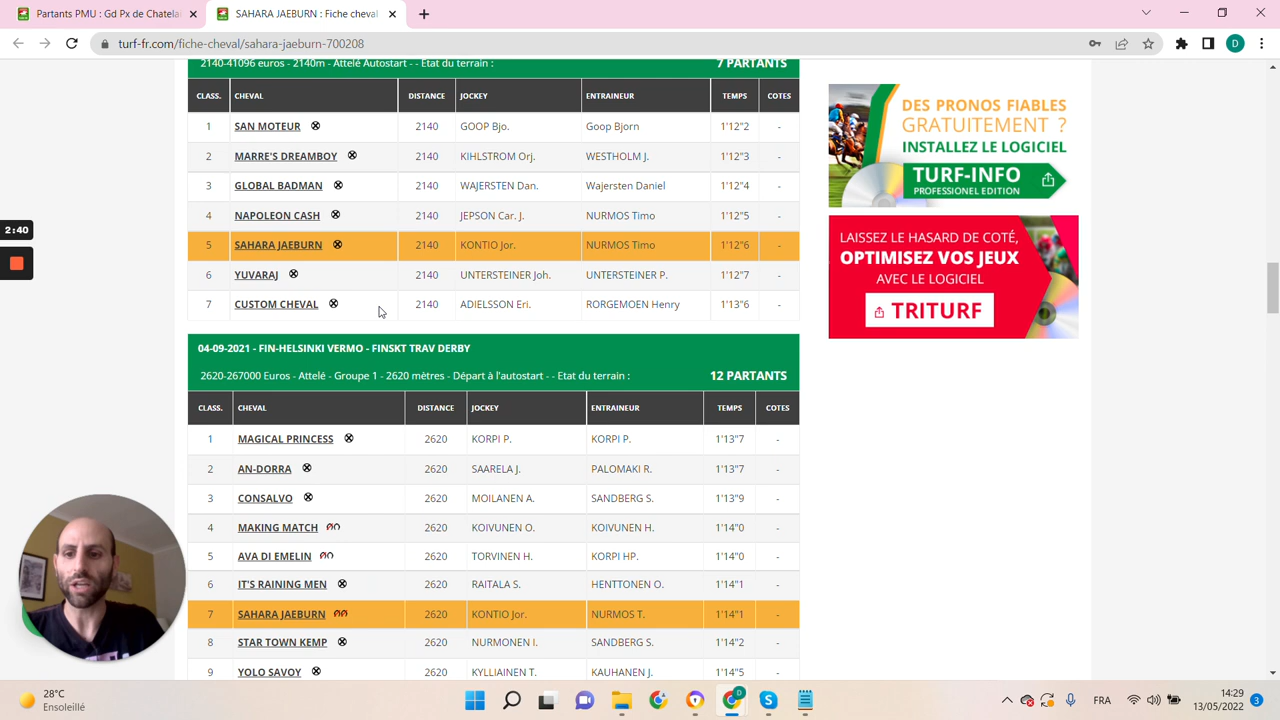 Partants PMU : Gd Px de Chatela
SAHARA JAEBURN : Fiche cheval
turf-fr.com/fiche-cheval/sahara-jaeburn-700208
D
2140-41096 euros - 2140m - Attelé Autostart - - Etat du terrain : 7 PARTANTS
CLASS. CHEVAL DISTANCE JOCKEY ENTRAINEUR TEMPS COTES
1 SAN MOTEUR 2140 GOOP Bjo. Goop Bjorn 1'12"2 -
2 MARRE'S DREAMBOY 2140 KIHLSTROM Orj. WESTHOLM J. 1'12"3 -
3 GLOBAL BADMAN 2140 WAJERSTEN Dan. Wajersten Daniel 1'12"4 -
4 NAPOLEON CASH 2140 JEPSON Car. J. NURMOS Timo 1'12"5 -
5 SAHARA JAEBURN 2140 KONTIO Jor. NURMOS Timo 1'12"6 -
6 YUVARAJ 2140 UNTERSTEINER Joh. UNTERSTEINER P. 1'12"7 -
7 CUSTOM CHEVAL 2140 ADIELSSON Eri. RORGEMOEN Henry 1'13"6 -
04-09-2021 - FIN-HELSINKI VERMO - FINSKT TRAV DERBY
2620-267000 Euros - Attelé - Groupe 1 - 2620 mètres - Départ à l'autostart - - Etat du terrain : 12 PARTANTS
CLASS. CHEVAL DISTANCE JOCKEY ENTRAINEUR TEMPS COTES
1 MAGICAL PRINCESS 2620 KORPI P. KORPI P. 1'13"7 -
2 AN-DORRA 2620 SAARELA J. PALOMAKI R. 1'13"7 -
3 CONSALVO 2620 MOILANEN A. SANDBERG S. 1'13"9 -
4 MAKING MATCH 2620 KOIVUNEN O. KOIVUNEN H. 1'14"0 -
5 AVA DI EMELIN 2620 TORVINEN H. KORPI HP. 1'14"0 -
6 IT'S RAINING MEN 2620 RAITALA S. HENTTONEN O. 1'14"1 -
7 SAHARA JAEBURN 2620 KONTIO Jor. NURMOS T. 1'14"1 -
8 STAR TOWN KEMP 2620 NURMONEN I. SANDBERG S. 1'14"2 -
9 YOLO SAVOY 2620 KYLLIAINEN T. KAUHANEN J. 1'14"5 -
DES PRONOS FIABLES
GRATUITEMENT ?
INSTALLEZ LE LOGICIEL
TURF-INFO
PROFESSIONEL EDITION
LAISSEZ LE HASARD DE COTÉ,
OPTIMISEZ VOS JEUX
AVEC LE LOGICIEL
TRITURF
2:40
28°C
Ensoleillé
D
FRA
14:29
13/05/2022
3